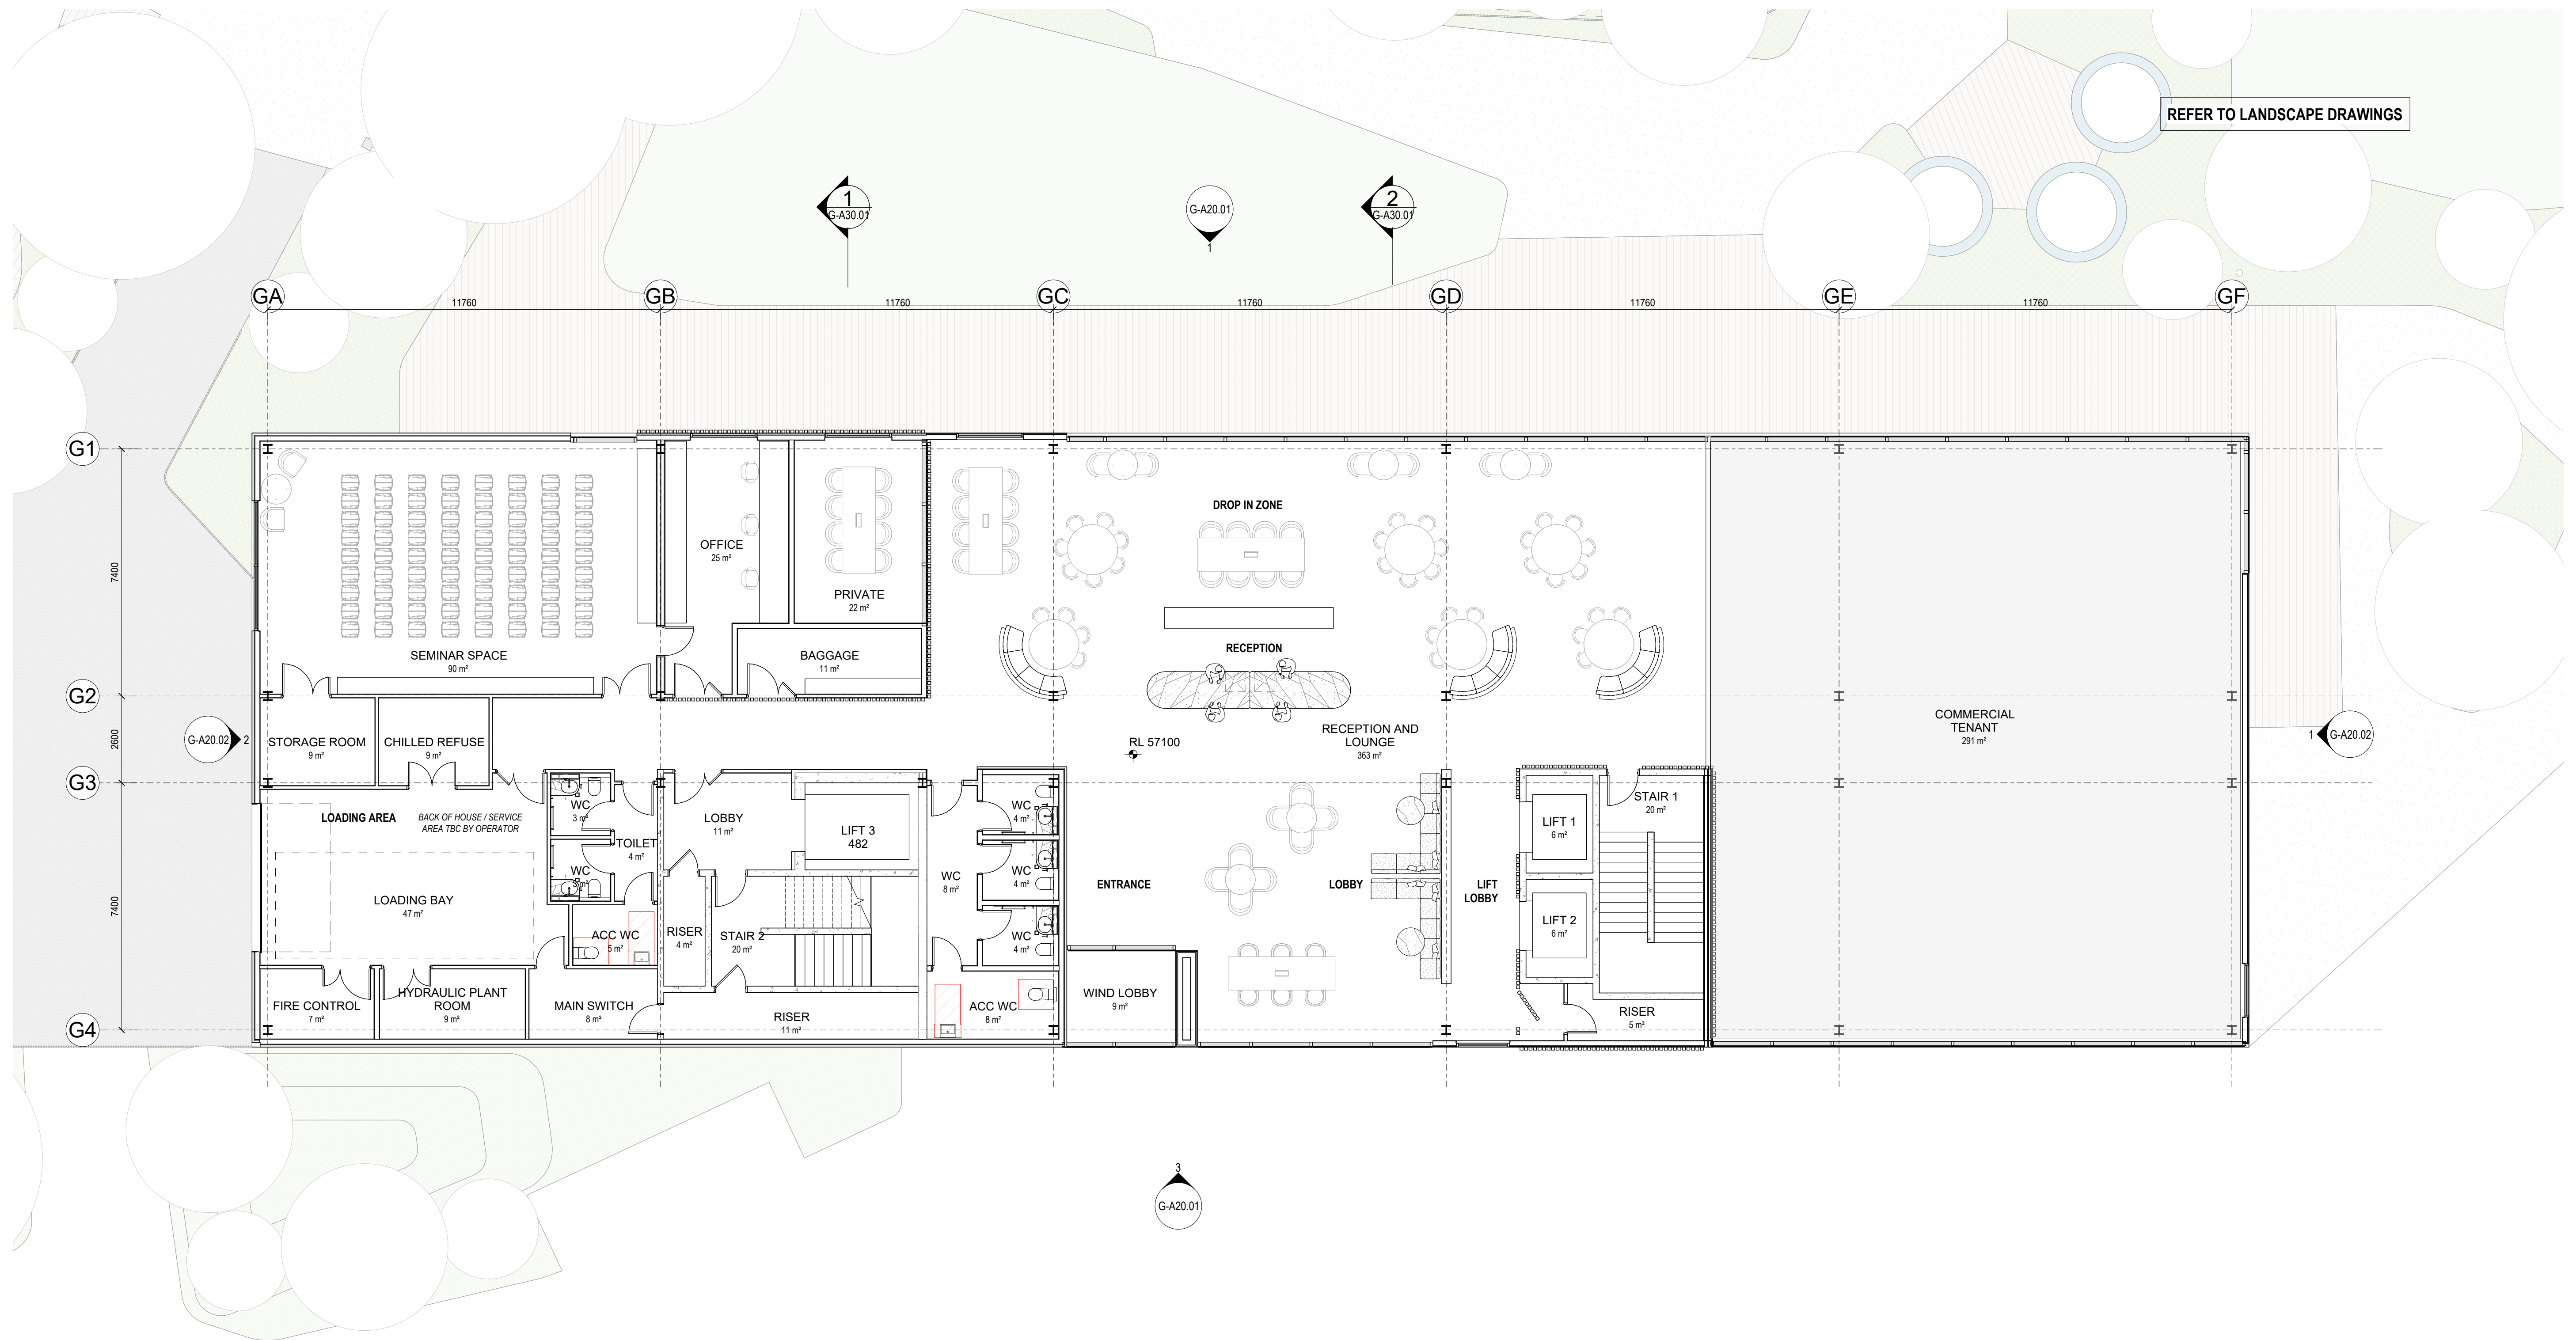 REFER TO LANDSCAPE DRAWINGS
1
G-A30.01
G-A20.01
1
2
G-A30.01
GA
GB
GC
GD
GE
GF
11760
11760
11760
11760
11760
G1
G2
G3
G4
7400
2600
7400
G-A20.02
2
1
G-A20.02
DROP IN ZONE
OFFICE
25 m²
PRIVATE
22 m²
SEMINAR SPACE
90 m²
BAGGAGE
11 m²
RECEPTION
STORAGE ROOM
9 m²
CHILLED REFUSE
9 m²
RL 57100
RECEPTION AND
LOUNGE
363 m²
COMMERCIAL
TENANT
291 m²
LOADING AREA
BACK OF HOUSE / SERVICE
AREA TBC BY OPERATOR
WC
3 m²
TOILET
4 m²
WC
3 m²
LOBBY
11 m²
LIFT 3
482
WC
4 m²
WC
8 m²
WC
4 m²
WC
4 m²
STAIR 1
20 m²
LIFT 1
6 m²
LIFT 2
6 m²
ENTRANCE
LOBBY
LIFT
LOBBY
LOADING BAY
47 m²
ACC WC
5 m²
RISER
4 m²
STAIR 2
20 m²
FIRE CONTROL
7 m²
HYDRAULIC PLANT
ROOM
9 m²
MAIN SWITCH
8 m²
RISER
11 m²
ACC WC
8 m²
WIND LOBBY
9 m²
RISER
5 m²
3
G-A20.01